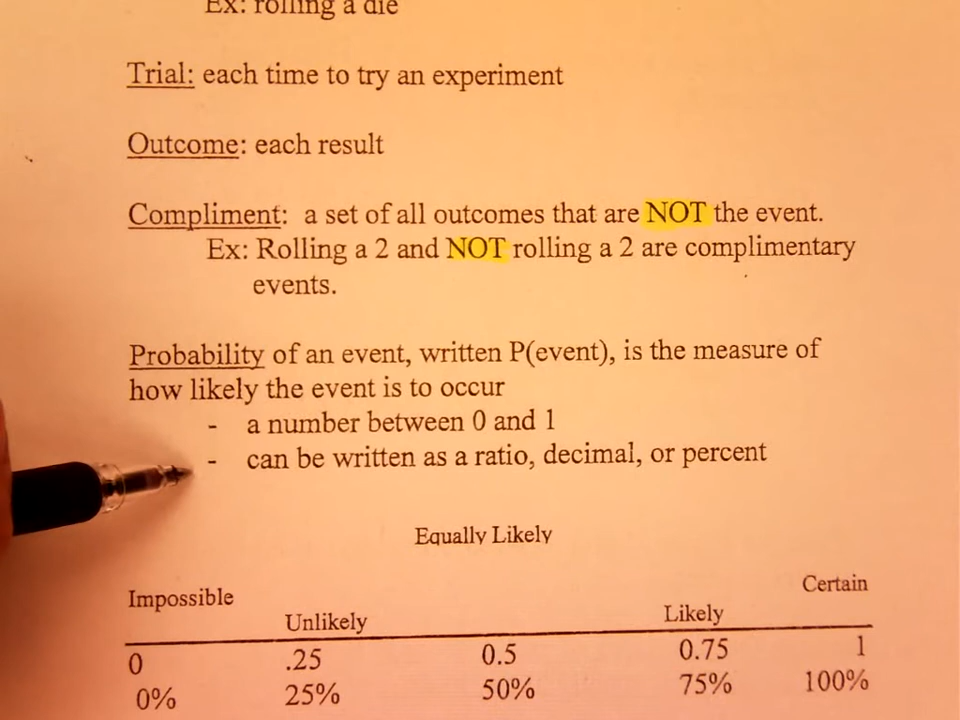 Ex: rolling a die
Trial: each time to try an experiment
Outcome: each result
Compliment: a set of all outcomes that are NOT the event.
Ex: Rolling a 2 and NOT rolling a 2 are complimentary
events.
Probability of an event, written P(event), is the measure of
how likely the event is to occur
- a number between 0 and 1
- can be written as a ratio, decimal, or percent
Equally Likely
Impossible Certain
Unlikely Likely
0 .25 0.5 0.75 1
0% 25% 50% 75% 100%